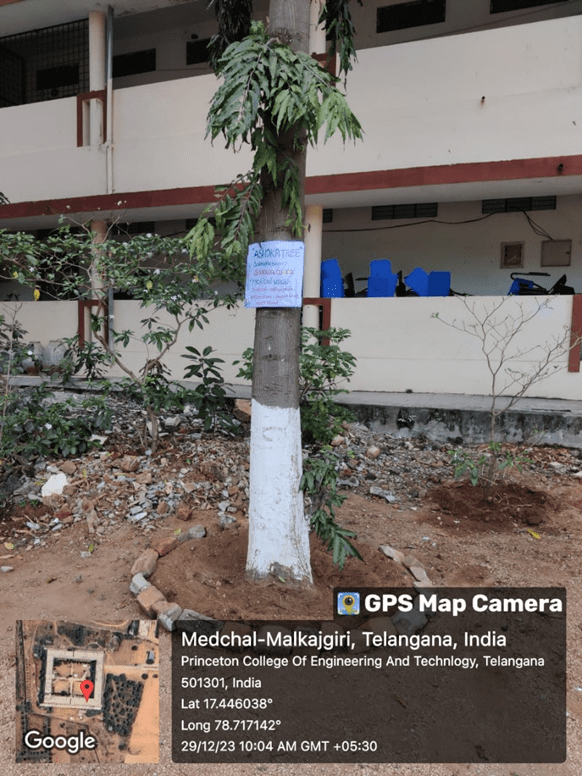 ASHOKA TREE
GPS Map Camera
Medchal-Malkajgiri, Telangana, India
Princeton College Of Engineering And Technlogy, Telangana
501301, India
Lat 17.446038°
Long 78.717142°
29/12/23 10:04 AM GMT +05:30
Google